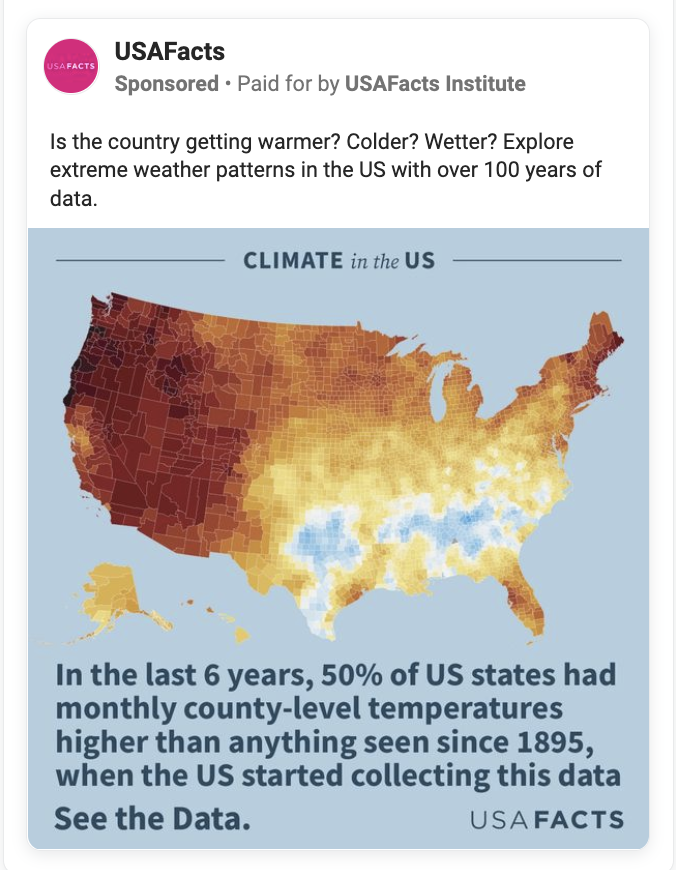 USAFACTS
USAFacts
Sponsored • Paid for by USAFacts Institute
Is the country getting warmer? Colder? Wetter? Explore
extreme weather patterns in the US with over 100 years of
data.
CLIMATE in the US
In the last 6 years, 50% of US states had
monthly county-level temperatures
higher than anything seen since 1895,
when the US started collecting this data
See the Data.
USAFACTS